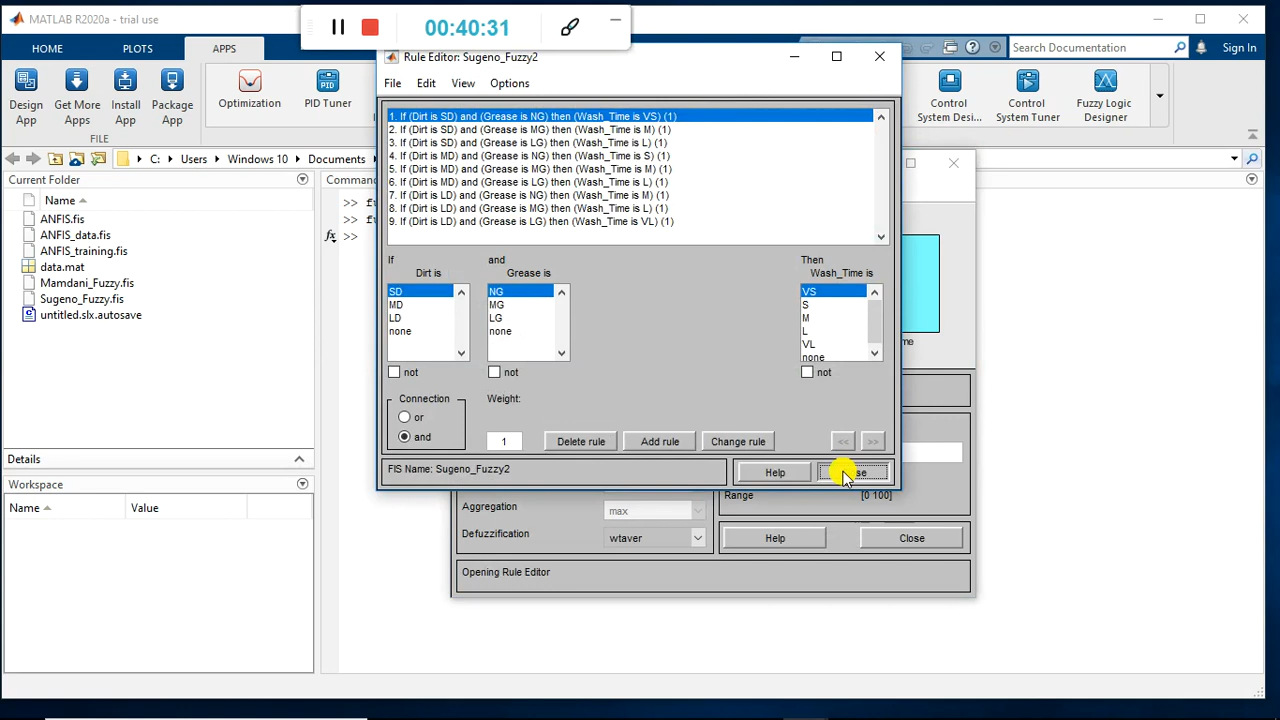 MATLAB R2020a - trial use
00:40:31
HOME
PLOTS
APPS
Search Documentation
Sign In
Design App
Get More Apps
Install App
Package App
FILE
Optimization
PID
PID Tuner
Control System Desi...
Control System Tuner
Fuzzy Logic Designer
C:
Users
Windows 10
Documents
Current Folder
Name
ANFIS.fis
ANFIS_data.fis
ANFIS_training.fis
data.mat
Mamdani_Fuzzy.fis
Sugeno_Fuzzy.fis
untitled.slx.autosave
Details
Workspace
Name
Value
Comman
>> fu
>> fu
fx >>
Rule Editor: Sugeno_Fuzzy2
File
Edit
View
Options
1. If (Dirt is SD) and (Grease is NG) then (Wash_Time is VS) (1)
2. If (Dirt is SD) and (Grease is MG) then (Wash_Time is M) (1)
3. If (Dirt is SD) and (Grease is LG) then (Wash_Time is L) (1)
4. If (Dirt is MD) and (Grease is NG) then (Wash_Time is S) (1)
5. If (Dirt is MD) and (Grease is MG) then (Wash_Time is M) (1)
6. If (Dirt is MD) and (Grease is LG) then (Wash_Time is L) (1)
7. If (Dirt is LD) and (Grease is NG) then (Wash_Time is M) (1)
8. If (Dirt is LD) and (Grease is MG) then (Wash_Time is L) (1)
9. If (Dirt is LD) and (Grease is LG) then (Wash_Time is VL) (1)
If
Dirt is
SD
MD
LD
none
not
and
Grease is
NG
MG
LG
none
not
Then
Wash_Time is
VS
S
M
L
VL
none
not
Connection
or
and
Weight:
1
Delete rule
Add rule
Change rule
<<
>>
FIS Name: Sugeno_Fuzzy2
Help
me
Aggregation
max
Defuzzification
wtaver
Range
[0 100]
Help
Close
Opening Rule Editor